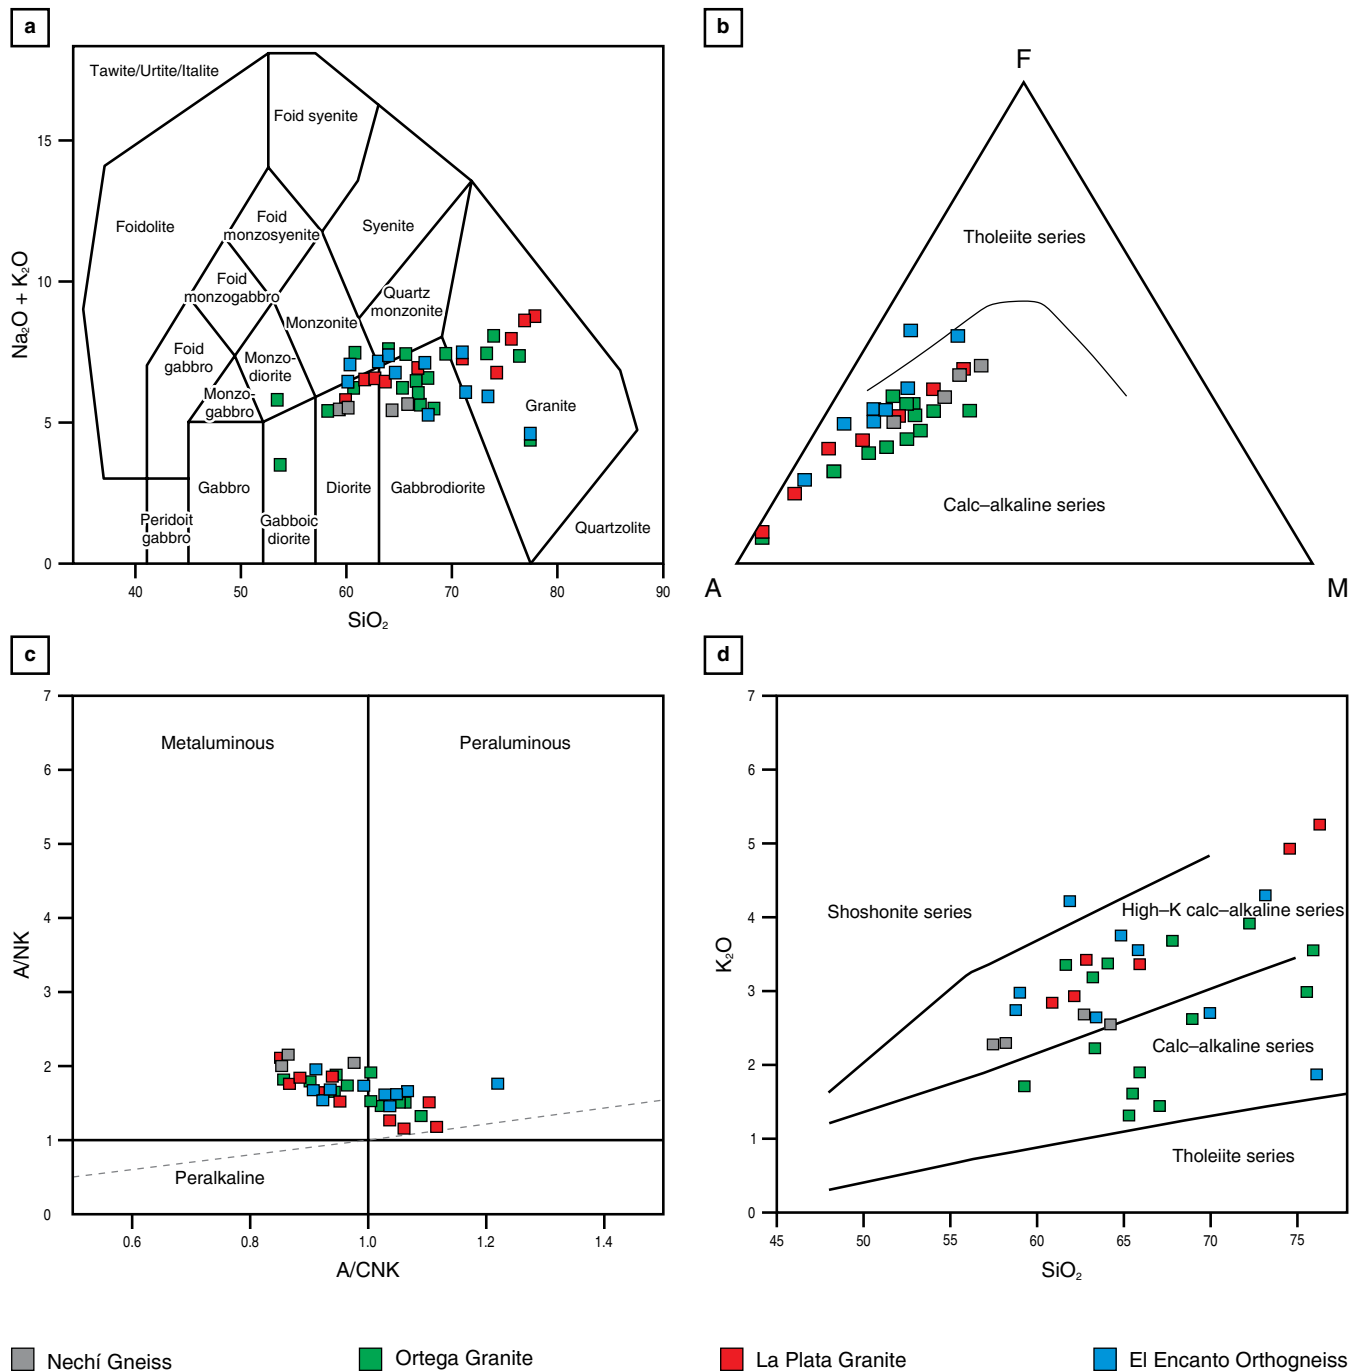 a
Tawite/Urtite/Italite
Foid syenite
Foidolite
Foid
monzosyenite
Syenite
Foid
monzogabbro
Quartz
monzonite
Monzonite
Foid
gabbro
Monzo-
diorite
Monzo-
gabbro
Granite
Gabbro
Diorite
Gabbrodiorite
Peridoit
gabbro
Gabboic
diorite
Quartzolite
15
10
5
0
Na₂O + K₂O
40
50
60
70
80
90
SiO₂
b
F
Tholeiite series
Calc–alkaline series
A
M
c
Metaluminous
Peraluminous
Peralkaline
7
6
5
4
3
2
1
0
A/NK
0.6
0.8
1.0
1.2
1.4
A/CNK
d
Shoshonite series
High–K calc–alkaline series
Calc–alkaline series
Tholeiite series
7
6
5
4
3
2
1
0
K₂O
45
50
55
60
65
70
75
SiO₂
Nechí Gneiss
Ortega Granite
La Plata Granite
El Encanto Orthogneiss